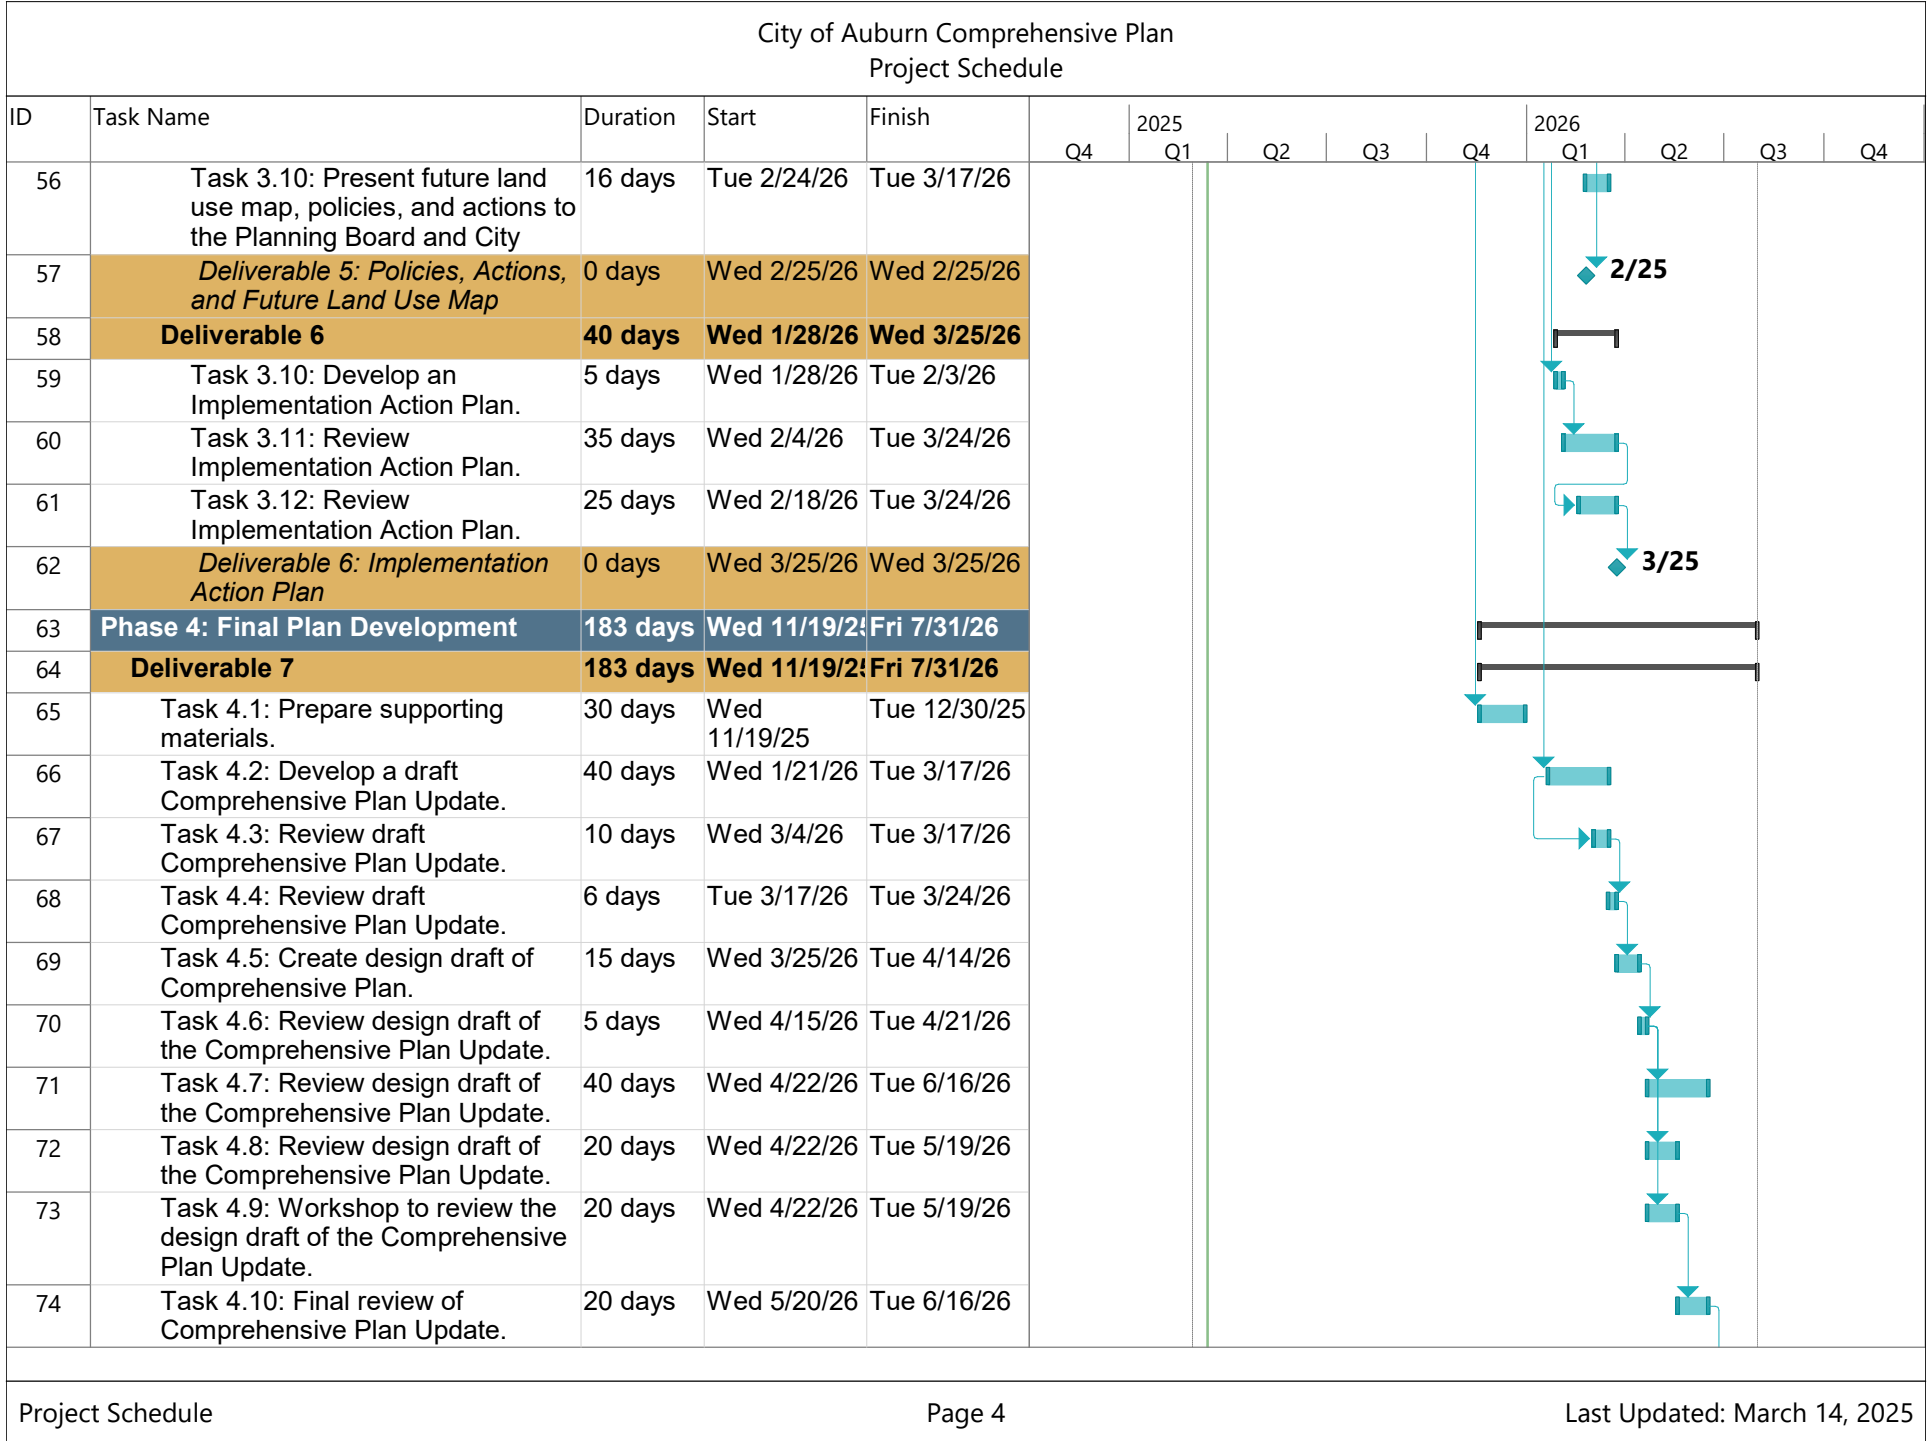 City of Auburn Comprehensive Plan
Project Schedule
ID Task Name Duration Start Finish
2025 2026
Q4 Q1 Q2 Q3 Q4 Q1 Q2 Q3 Q4
56 Task 3.10: Present future land 16 days Tue 2/24/26 Tue 3/17/26
use map, policies, and actions to
the Planning Board and City
57 Deliverable 5: Policies, Actions, 0 days Wed 2/25/26 Wed 2/25/26 2/25
and Future Land Use Map
58 Deliverable 6 40 days Wed 1/28/26 Wed 3/25/26
59 Task 3.10: Develop an 5 days Wed 1/28/26 Tue 2/3/26
Implementation Action Plan.
60 Task 3.11: Review 35 days Wed 2/4/26 Tue 3/24/26
Implementation Action Plan.
61 Task 3.12: Review 25 days Wed 2/18/26 Tue 3/24/26
Implementation Action Plan.
62 Deliverable 6: Implementation 0 days Wed 3/25/26 Wed 3/25/26 3/25
Action Plan
63 Phase 4: Final Plan Development 183 days Wed 11/19/25 Fri 7/31/26
64 Deliverable 7 183 days Wed 11/19/25 Fri 7/31/26
65 Task 4.1: Prepare supporting 30 days Wed Tue 12/30/25
materials. 11/19/25
66 Task 4.2: Develop a draft 40 days Wed 1/21/26 Tue 3/17/26
Comprehensive Plan Update.
67 Task 4.3: Review draft 10 days Wed 3/4/26 Tue 3/17/26
Comprehensive Plan Update.
68 Task 4.4: Review draft 6 days Tue 3/17/26 Tue 3/24/26
Comprehensive Plan Update.
69 Task 4.5: Create design draft of 15 days Wed 3/25/26 Tue 4/14/26
Comprehensive Plan.
70 Task 4.6: Review design draft of 5 days Wed 4/15/26 Tue 4/21/26
the Comprehensive Plan Update.
71 Task 4.7: Review design draft of 40 days Wed 4/22/26 Tue 6/16/26
the Comprehensive Plan Update.
72 Task 4.8: Review design draft of 20 days Wed 4/22/26 Tue 5/19/26
the Comprehensive Plan Update.
73 Task 4.9: Workshop to review the 20 days Wed 4/22/26 Tue 5/19/26
design draft of the Comprehensive
Plan Update.
74 Task 4.10: Final review of 20 days Wed 5/20/26 Tue 6/16/26
Comprehensive Plan Update.
Project Schedule Page 4 Last Updated: March 14, 2025